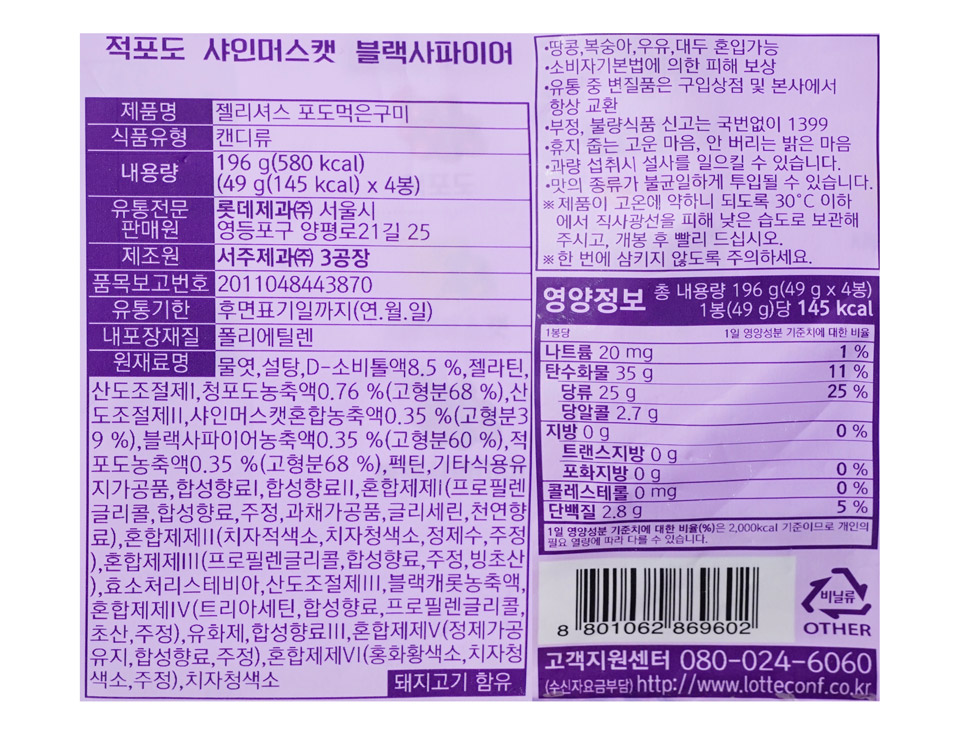 적포도 샤인머스캣 블랙사파이어
제품명 젤리셔스 포도먹은구미
식품유형 캔디류
내용량 196 g(580 kcal)
(49 g(145 kcal) x 4봉)
유통전문판매원 롯데제과㈜ 서울시
영등포구 양평로21길 25
제조원 서주제과㈜ 3공장
품목보고번호 2011048443870
유통기한 후면표기일까지(연.월.일)
내포장재질 폴리에틸렌
원재료명 물엿,설탕,D-소비톨액8.5 %,젤라틴,
산도조절제I,청포도농축액0.76 %(고형분68 %),산
도조절제II,샤인머스캣혼합농축액0.35 %(고형분3
9 %),블랙사파이어농축액0.35 %(고형분60 %),적
포도농축액0.35 %(고형분68 %),펙틴,기타식용유
지가공품,합성향료I,합성향료II,혼합제제I(프로필렌
글리콜,합성향료,주정,과채가공품,글리세린,천연향
료),혼합제제II(치자적색소,치자청색소,정제수,주정
),혼합제제III(프로필렌글리콜,합성향료,주정,빙초산
),효소처리스테비아,산도조절제III,블랙캐롯농축액,
혼합제제IV(트리아세틴,합성향료,프로필렌글리콜,
초산,주정),유화제,합성향료III,혼합제제V(정제가공
유지,합성향료,주정),혼합제제VI(홍화황색소,치자청
색소,주정),치자청색소
돼지고기 함유
•땅콩,복숭아,우유,대두 혼입가능
•소비자기본법에 의한 피해 보상
•유통 중 변질품은 구입상점 및 본사에서
항상 교환
•부정, 불량식품 신고는 국번없이 1399
•휴지 줍는 고운 마음, 안 버리는 밝은 마음
•과량 섭취시 설사를 일으킬 수 있습니다.
•맛의 종류가 불균일하게 투입될 수 있습니다.
※제품이 고온에 약하니 되도록 30°C 이하
에서 직사광선을 피해 낮은 습도로 보관해
주시고, 개봉 후 빨리 드십시오.
※한 번에 삼키지 않도록 주의하세요.
영양정보 총 내용량 196 g(49 g x 4봉)
1봉(49 g)당 145 kcal
1봉당 1일 영양성분 기준치에 대한 비율
나트륨 20 mg 1 %
탄수화물 35 g 11 %
당류 25 g 25 %
당알콜 2.7 g
지방 0 g 0 %
트랜스지방 0 g
포화지방 0 g 0 %
콜레스테롤 0 mg 0 %
단백질 2.8 g 5 %
1일 영양성분 기준치에 대한 비율(%)은 2,000kcal 기준이므로 개인의
필요 열량에 따라 다를 수 있습니다.
8 801062 869602
비닐류
OTHER
고객지원센터 080-024-6060
(수신자요금부담) http://www.lotteconf.co.kr